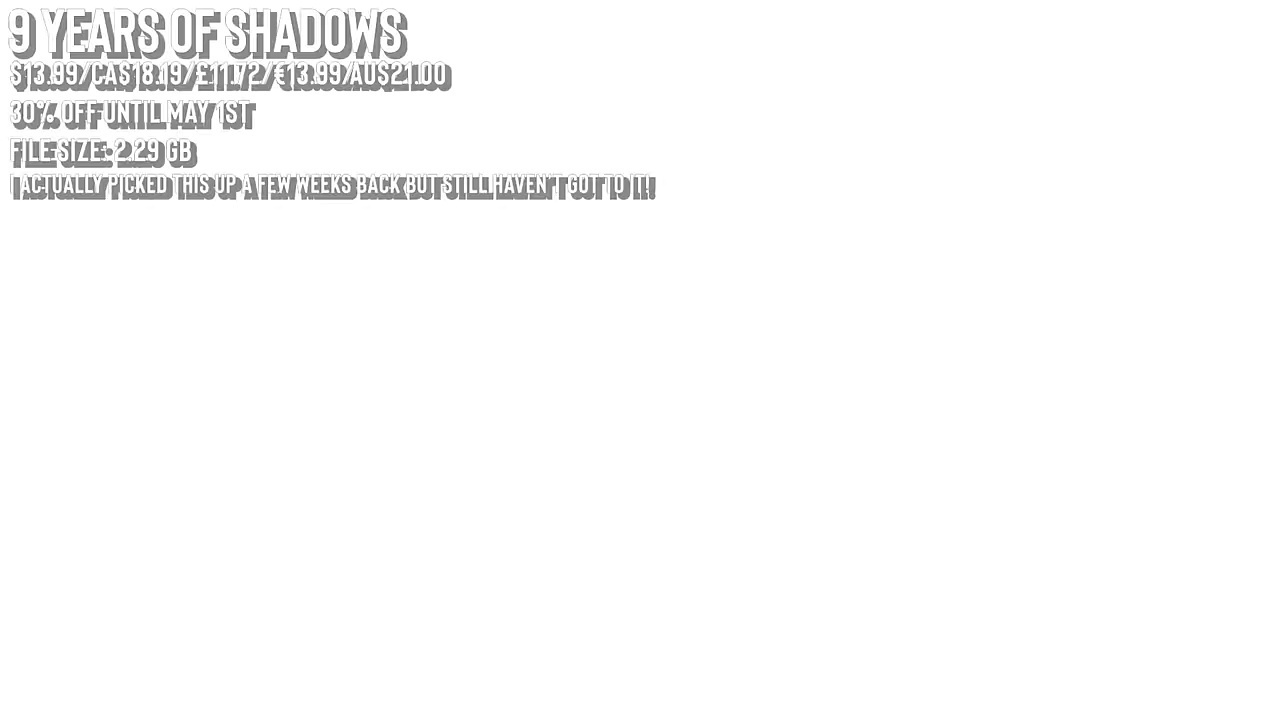 9 YEARS OF SHADOWS
$13.99/CA$18.19/£11.72/€13.99/AU$21.00
30% OFF UNTIL MAY 1ST
FILE SIZE: 2.29 GB
I ACTUALLY PICKED THIS UP A FEW WEEKS BACK BUT STILL HAVEN'T GOT TO IT!